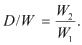 D/W = W₂/W₁.